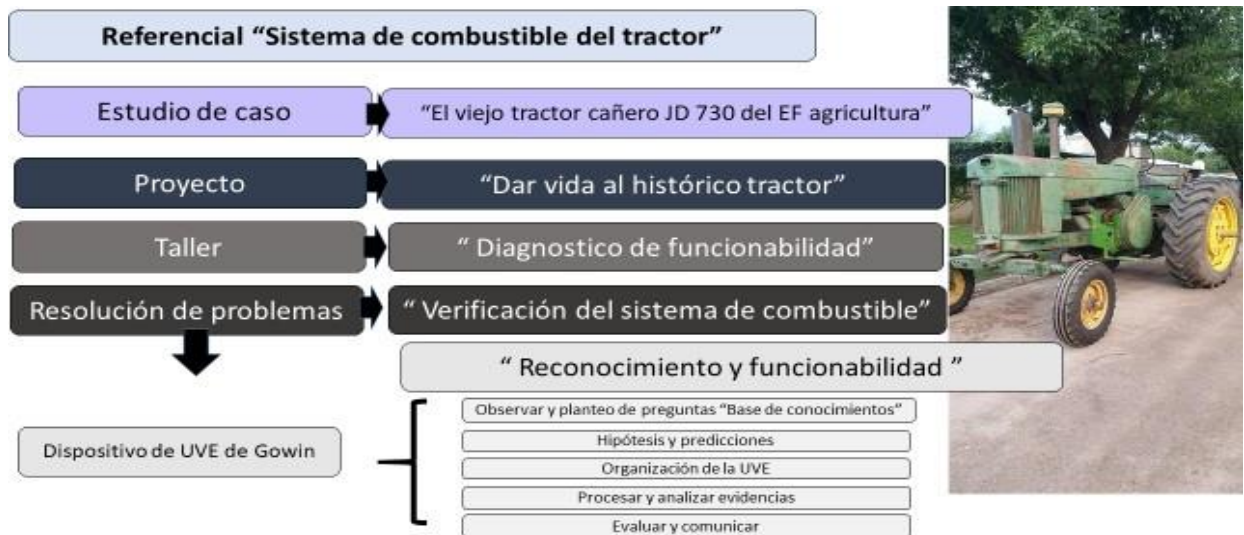 Referencial “Sistema de combustible del tractor”
Estudio de caso
“El viejo tractor cañero JD 730 del EF agricultura”
Proyecto
“Dar vida al histórico tractor”
Taller
“ Diagnostico de funcionabilidad”
Resolución de problemas
“ Verificación del sistema de combustible”
“ Reconocimiento y funcionabilidad ”
Dispositivo de UVE de Gowin
Observar y planteo de preguntas “Base de conocimientos”
Hipótesis y predicciones
Organización de la UVE
Procesar y analizar evidencias
Evaluar y comunicar